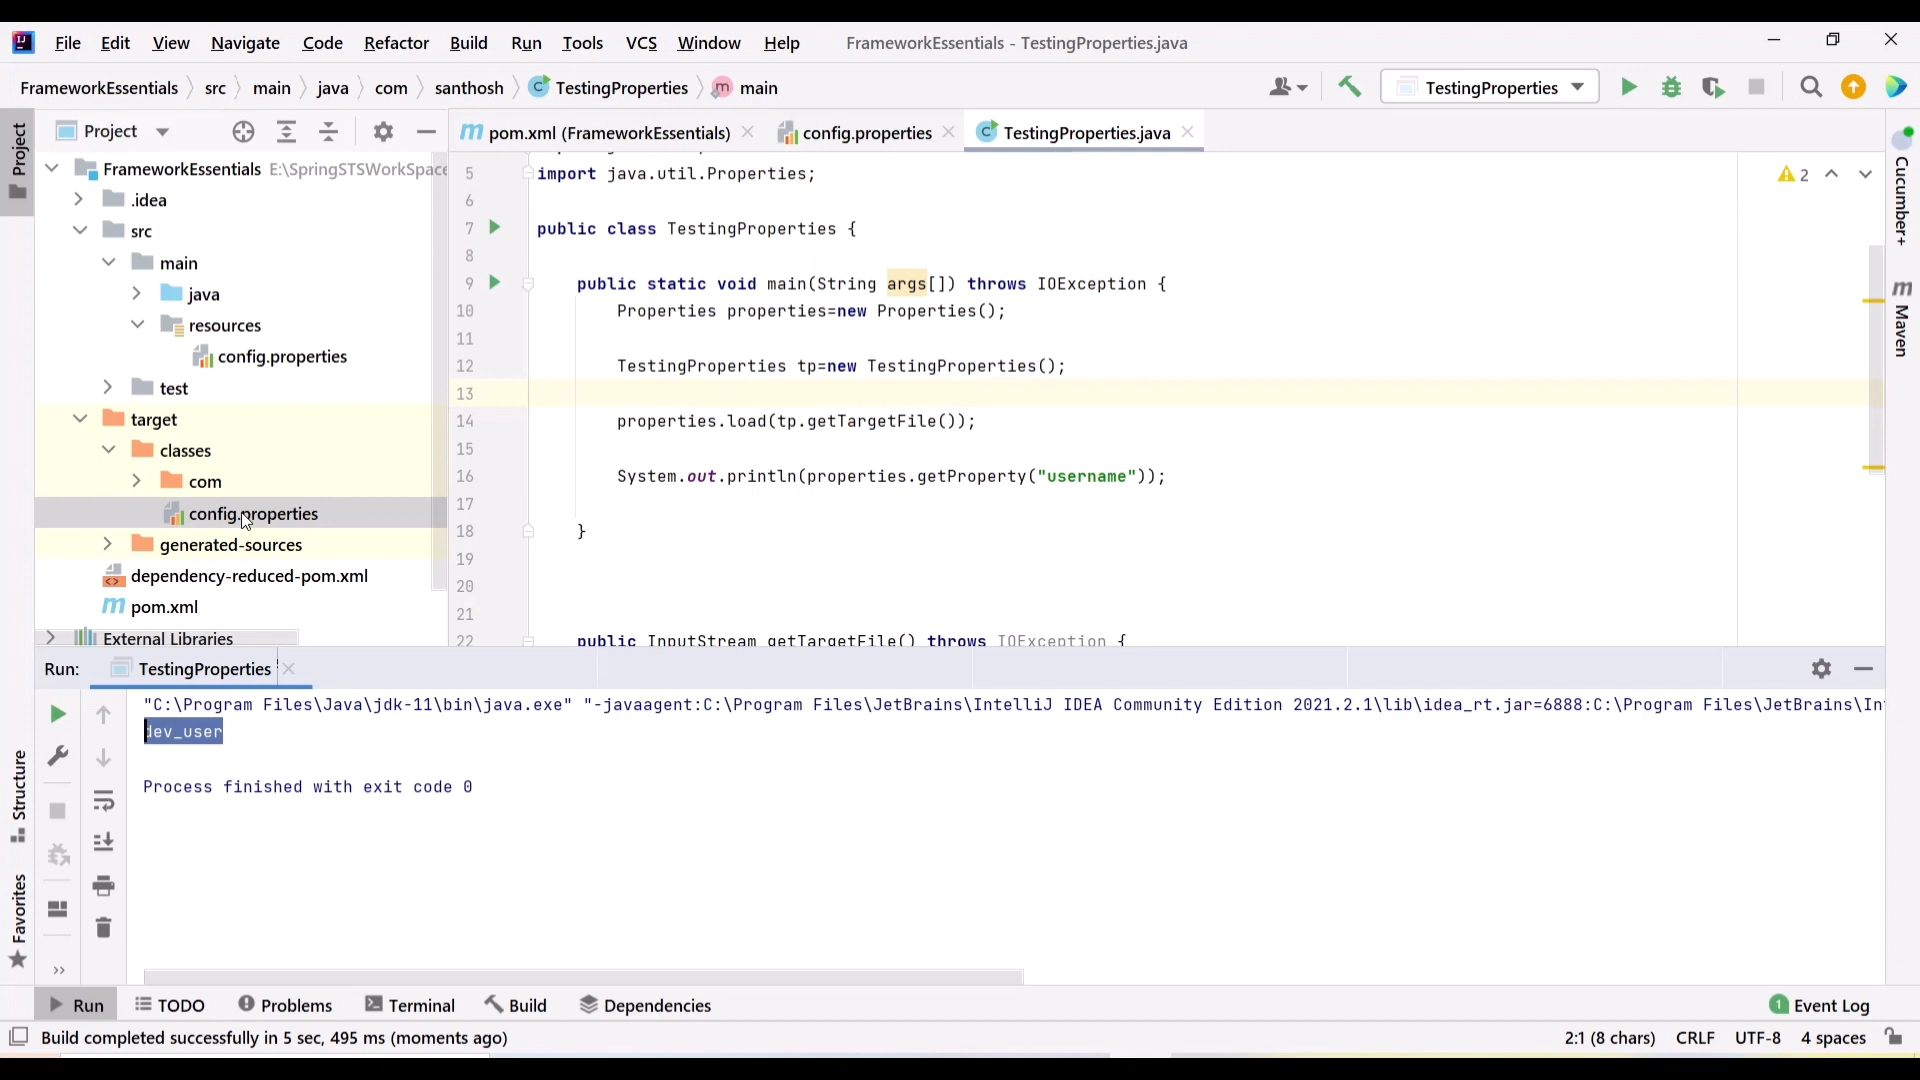 File Edit View Navigate Code Refactor Build Run Tools VCS Window Help FrameworkEssentials - TestingProperties.java
FrameworkEssentials src main java com santhosh TestingProperties main TestingProperties
Project
pom.xml (FrameworkEssentials) config.properties TestingProperties.java
Project
FrameworkEssentials E:\SpringSTSWorkSpace
.idea
src
main
java
resources
config.properties
test
target
classes
com
config.properties
generated-sources
dependency-reduced-pom.xml
pom.xml
External Libraries
5 import java.util.Properties;
6
7 public class TestingProperties {
8
9 public static void main(String args[]) throws IOException {
10 Properties properties=new Properties();
11
12 TestingProperties tp=new TestingProperties();
13
14 properties.load(tp.getTargetFile());
15
16 System.out.println(properties.getProperty("username"));
17
18 }
19
20
21
22 public InputStream getTargetFile() throws IOException {
2
Cucumber+
Maven
Run: TestingProperties
"C:\Program Files\Java\jdk-11\bin\java.exe" "-javaagent:C:\Program Files\JetBrains\IntelliJ IDEA Community Edition 2021.2.1\lib\idea_rt.jar=6888:C:\Program Files\JetBrains\In
dev_user
Process finished with exit code 0
Structure
Favorites
Run TODO Problems Terminal Build Dependencies 1 Event Log
Build completed successfully in 5 sec, 495 ms (moments ago) 2:1 (8 chars) CRLF UTF-8 4 spaces